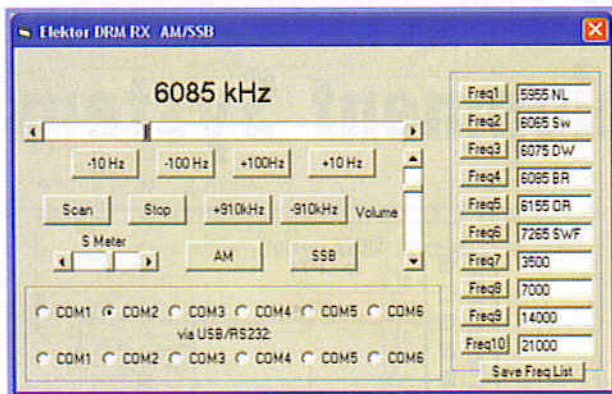 Elektor DRM RX AM/SSB
6085 kHz
-10 Hz -100 Hz +100Hz +10 Hz
Scan Stop +910kHz -910kHz Volume
S Meter
AM SSB
COM1 COM2 COM3 COM4 COM5 COM6
via USB/RS232:
COM1 COM2 COM3 COM4 COM5 COM6
Freq1 5955 NL
Freq2 6065 Sw
Freq3 6075 DW
Freq4 6085 BR
Freq5 6155 OR
Freq6 7265 SWF
Freq7 3500
Freq8 7000
Freq9 14000
Freq10 21000
Save Freq List